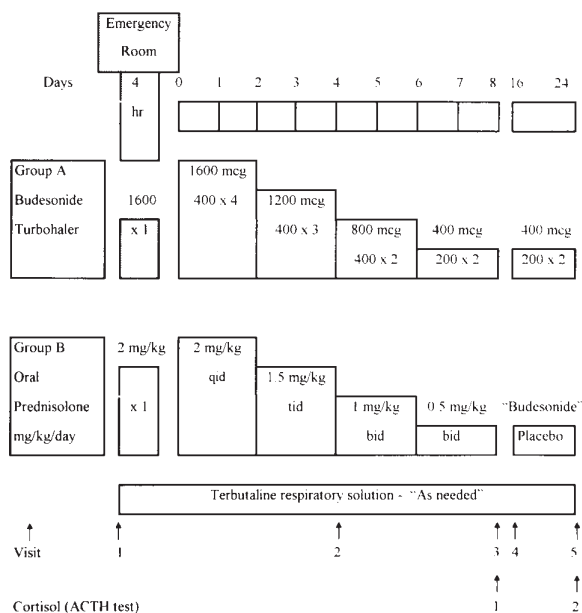 Emergency
Room
Days 4 0 1 2 3 4 5 6 7 8 16 24
hr
Group A 1600 mcg
Budesonide 1600 400 x 4 1200 mcg
Turbohaler x 1 400 x 3 800 mcg 400 mcg 400 mcg
400 x 2 200 x 2 200 x 2
Group B 2 mg/kg 2 mg/kg
Oral qid 1.5 mg/kg
Prednisolone x 1 tid 1 mg/kg 0.5 mg/kg "Budesonide"
mg/kg/day bid bid Placebo
Terbutaline respiratory solution - "As needed"
Visit 1 2 3 4 5
Cortisol (ACTH test) 1 2